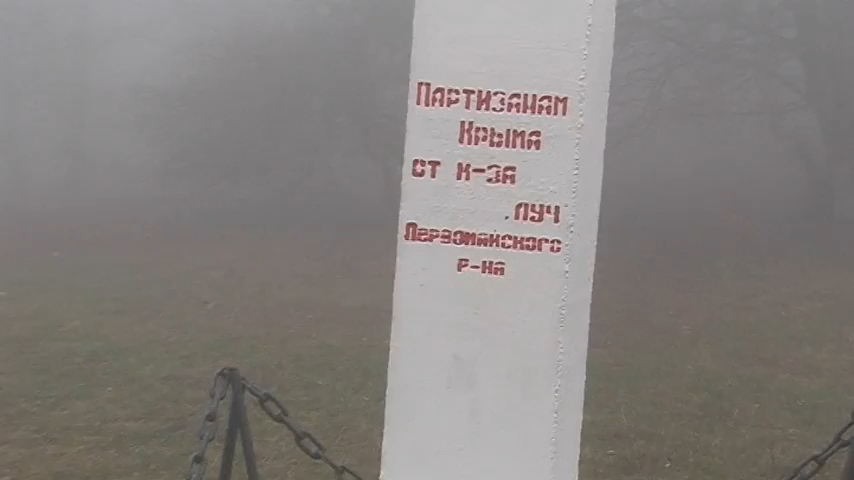 Партизанам
Крыма
от к-за
Луч
Первомайского
р-на